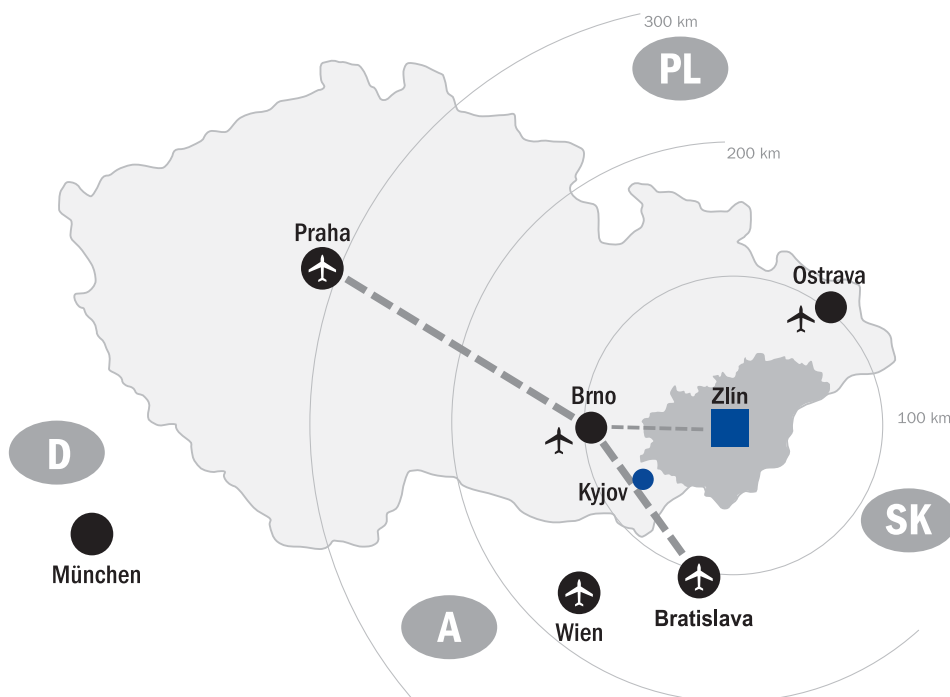 300 km
PL
200 km
Praha
Ostrava
Brno
Zlín
100 km
D
Kyjov
SK
München
A
Wien
Bratislava